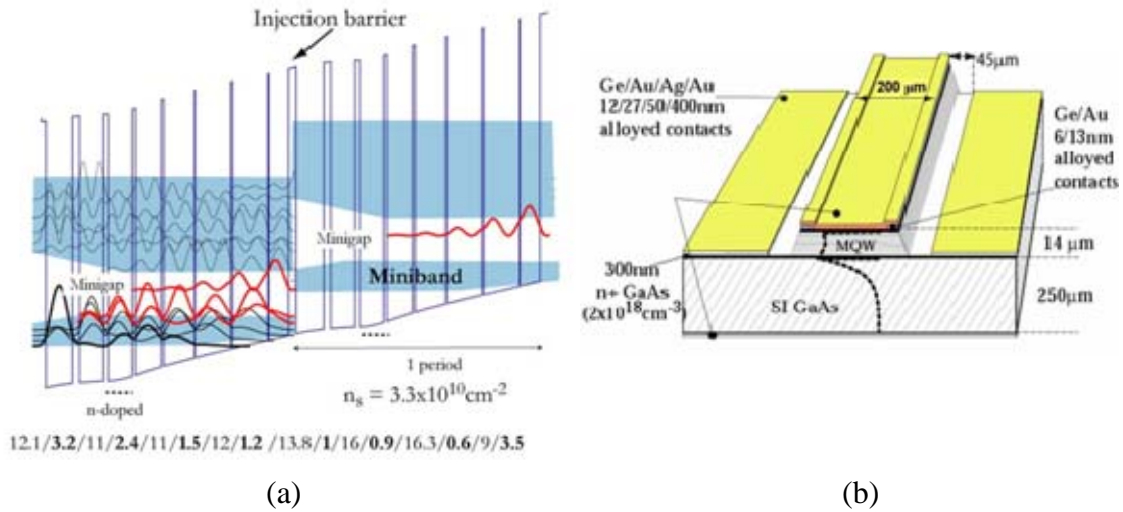 Injection barrier
Minigap
Minigap
Miniband
1 period
n-doped
nₛ = 3.3x10¹⁰cm⁻²
12.1/3.2/11/2.4/11/1.5/12/1.2 /13.8/1/16/0.9/16.3/0.6/9/3.5
(a)
Ge/Au/Ag/Au
12/27/50/400nm
alloyed contacts
200 μm
45μm
Ge/Au
6/13nm
alloyed
contacts
MQW
14 μm
300nm
n+ GaAs
(2x10¹⁸cm⁻³)
SI GaAs
250μm
(b)